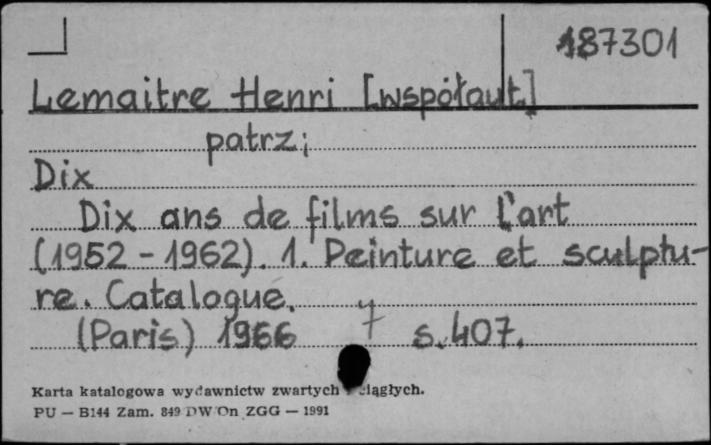 187301
Lemaitre Henri [współaut.]
patrz:
Dix
Dix ans de films sur l'art
(1952 - 1962). 1. Peinture et sculptu-
re. Catalogue.
(Paris) 1966 s. 407.
Karta katalogowa wydawnictw zwartych i ciągłych.
PU — B144 Zam. 849 DW On ZGG — 1991